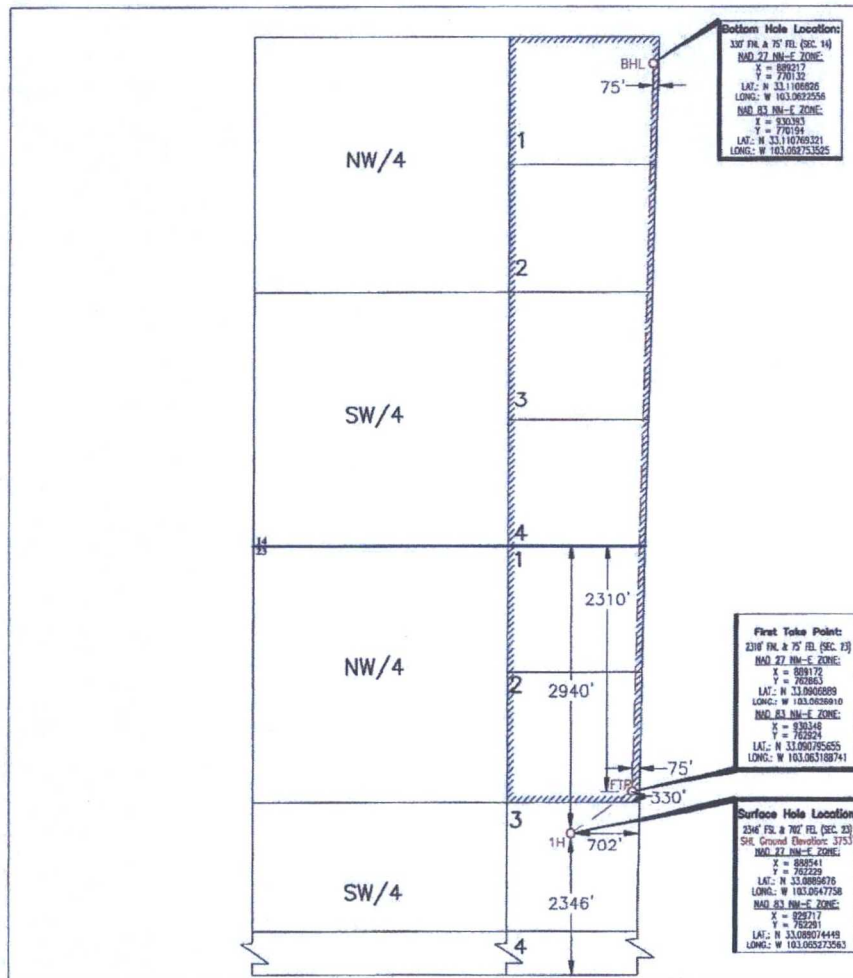 Bottom Hole Location:
330' FNL & 75' FEL (SEC. 14)
NAD 27 NM-E ZONE:
X = 889217
Y = 770132
LAT.: N 33.1106626
LONG.: W 103.0622556
NAD 83 NM-E ZONE:
X = 930393
Y = 770194
LAT.: N 33.110769321
LONG.: W 103.062753525
BHL
75'
NW/4
1
2
SW/4
3
4
14
23
1
2310'
NW/4
2
2940'
First Take Point:
2310' FNL & 75' FEL (SEC. 23)
NAD 27 NM-E ZONE:
X = 889172
Y = 762863
LAT.: N 33.0906889
LONG.: W 103.0626910
NAD 83 NM-E ZONE:
X = 930348
Y = 762924
LAT.: N 33.090795655
LONG.: W 103.063188741
75'
FTP
330'
3
1H
702'
Surface Hole Location
2346' FSL & 702' FEL (SEC. 23)
SHL Ground Elevation: 3753'
NAD 27 NM-E ZONE:
X = 888541
Y = 762229
LAT.: N 33.0889676
LONG.: W 103.0647758
NAD 83 NM-E ZONE:
X = 929717
Y = 762291
LAT.: N 33.089074449
LONG.: W 103.065273563
SW/4
2346'
4